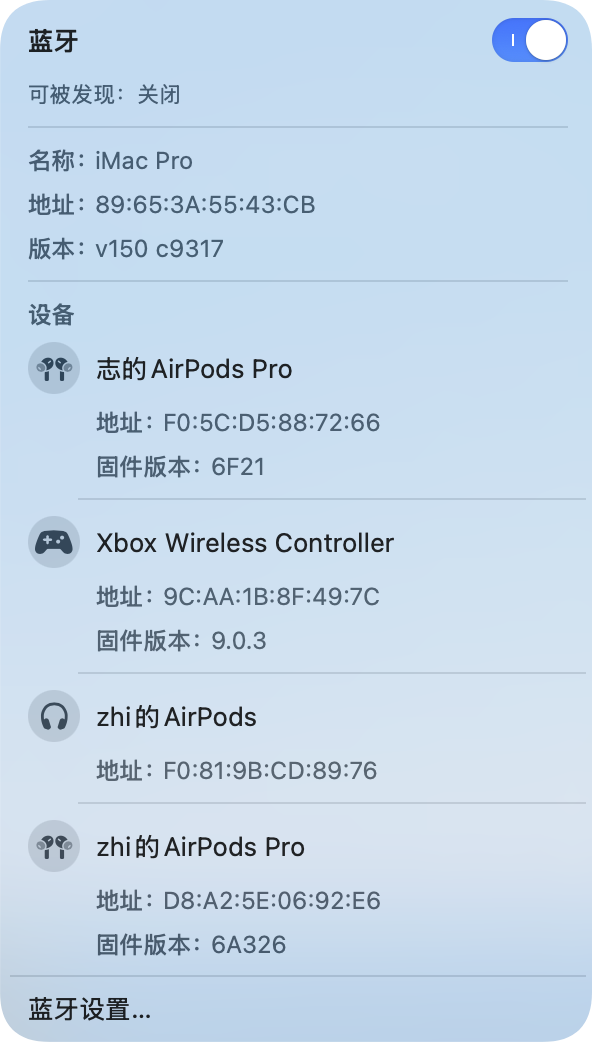 蓝牙
可被发现：关闭
名称：iMac Pro
地址：89:65:3A:55:43:CB
版本：v150 c9317
设备
志的AirPods Pro
地址：F0:5C:D5:88:72:66
固件版本：6F21
Xbox Wireless Controller
地址：9C:AA:1B:8F:49:7C
固件版本：9.0.3
zhi的AirPods
地址：F0:81:9B:CD:89:76
zhi的AirPods Pro
地址：D8:A2:5E:06:92:E6
固件版本：6A326
蓝牙设置...